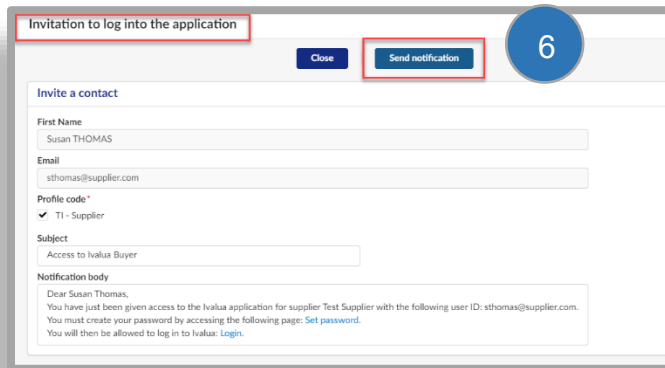 Invitation to log into the application
Close
Send notification
6
Invite a contact
First Name
Susan THOMAS
Email
sthomas@supplier.com
Profile code*
TI - Supplier
Subject
Access to Ivalua Buyer
Notification body
Dear Susan Thomas,
You have just been given access to the Ivalua application for supplier Test Supplier with the following user ID: sthomas@supplier.com.
You must create your password by accessing the following page: Set password.
You will then be allowed to log in to Ivalua: Login.